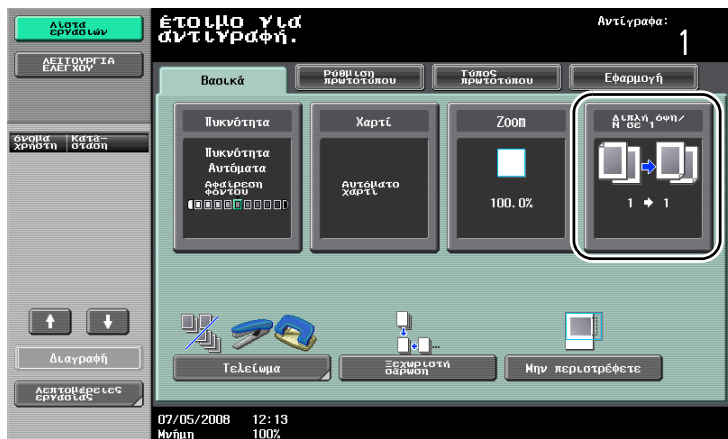 Λίστα
εργασιών
έτοιμο για
αντιγραφή.
Αντίγραφα:
1
ΛΕΙΤΟΥΡΓΙΑ
ΕΛΕΓΧΟΥ
Βασικά
Ρύθμιση
πρωτοτύπου
Τύπος
πρωτοτύπου
Εφαρμογή
όνομα
χρήστη
Κατά-
σταση
Πυκνότητα
Πυκνότητα
Αυτόματα
Αφαίρεση
φόντου
Χαρτί
Αυτόματο
χαρτί
Zoom
100.0%
Διπλή όψη/
N σε 1
1 → 1
Διαγραφή
Λεπτομέρειες
εργασίας
Τελείωμα
Ξεχωριστή
σάρωση
Μην περιστρέφετε
07/05/2008 12:13
Μνήμη 100%